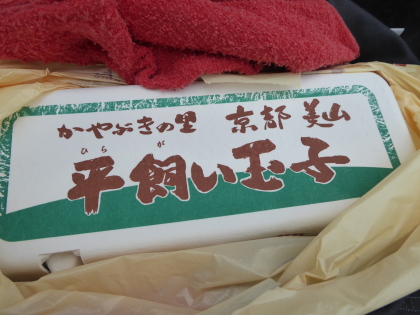 かやぶきの里 京都 美山
ひら が
平飼い玉子